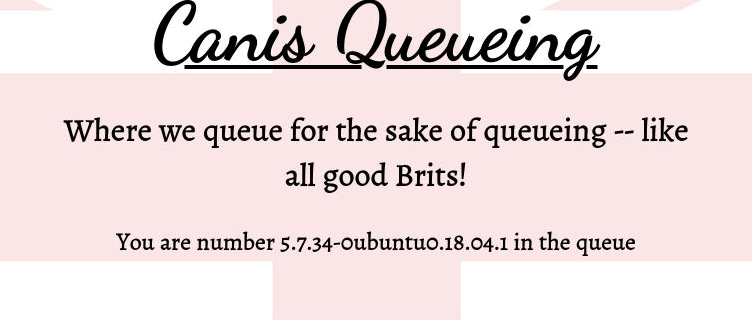 Canis Queueing
Where we queue for the sake of queueing -- like
all good Brits!
You are number 5.7.34-0ubuntu0.18.04.1 in the queue